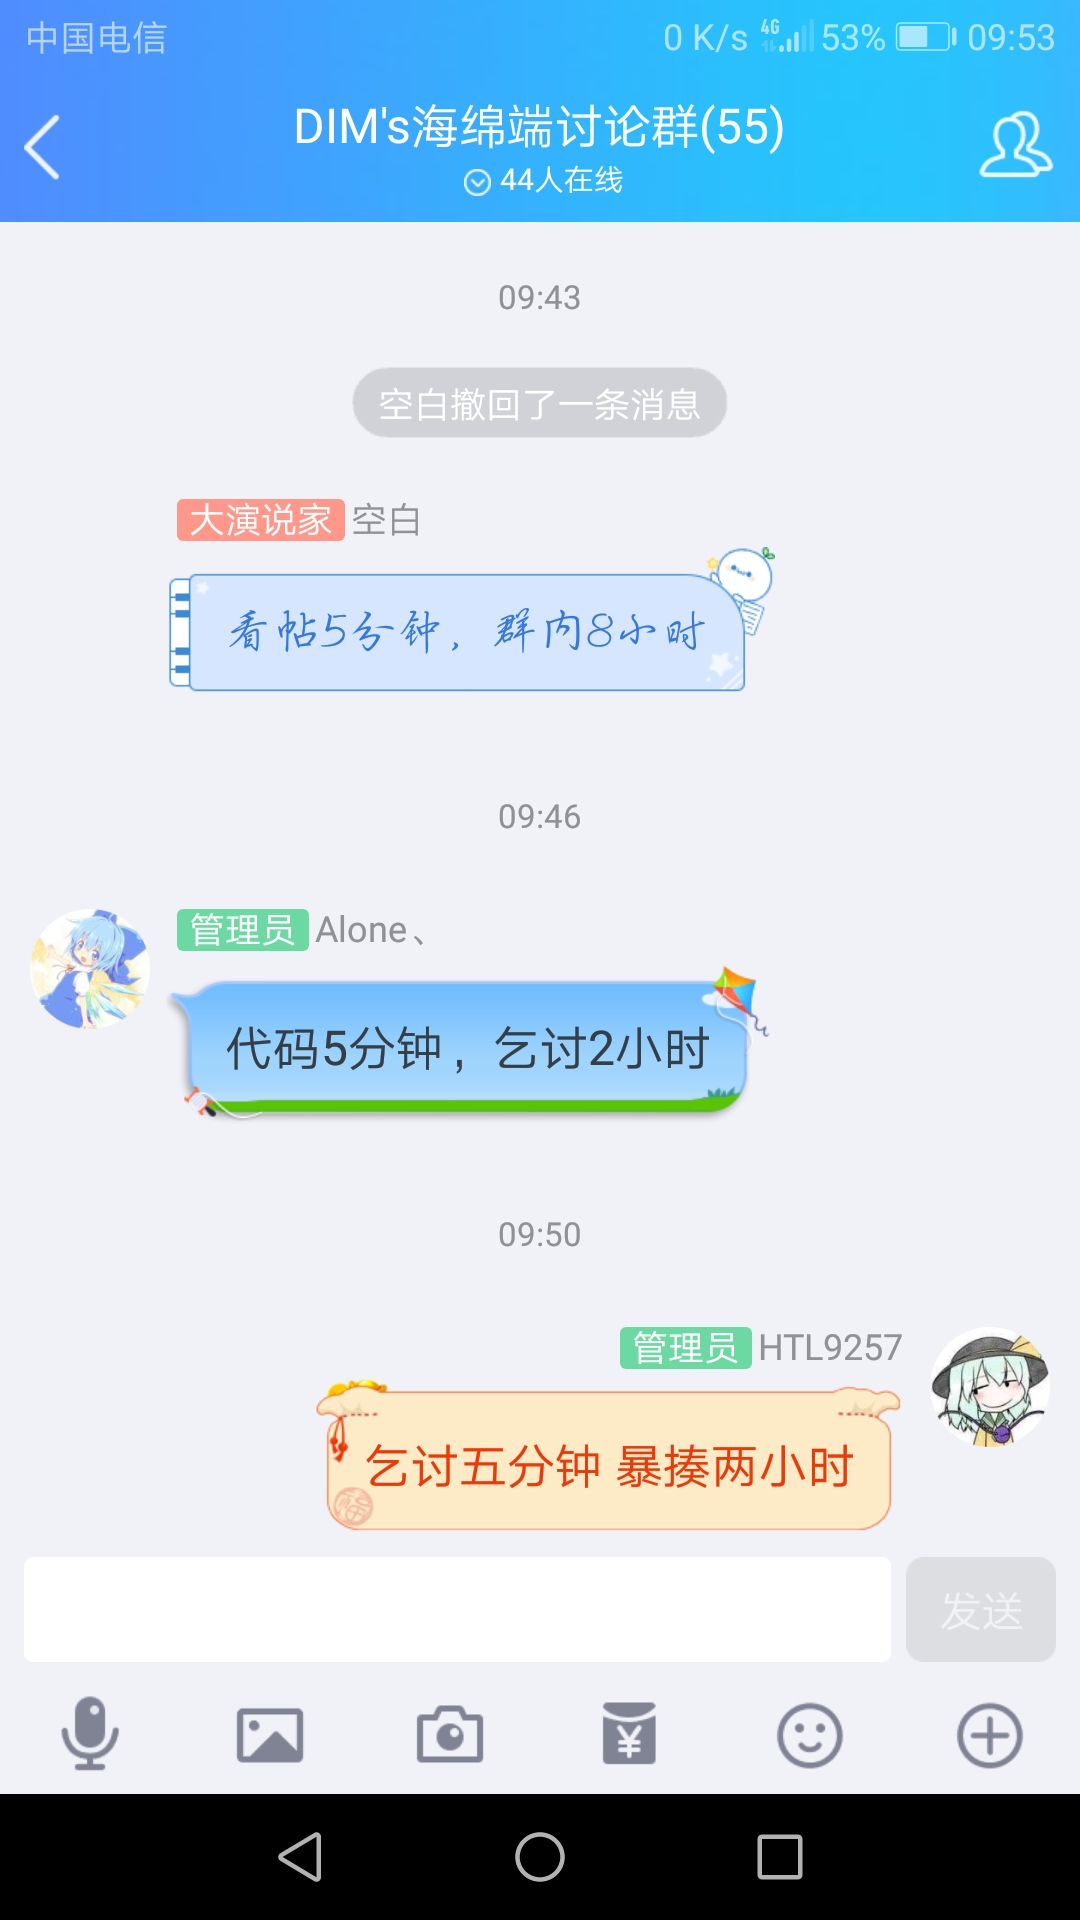 中国电信 0 K/s 4G 53% 09:53
DIM's海绵端讨论群(55)
44人在线
09:43
空白撤回了一条消息
大演说家 空白
看帖5分钟，群内8小时
09:46
管理员 Alone、
代码5分钟，乞讨2小时
09:50
管理员 HTL9257
乞讨五分钟 暴揍两小时
福
发送
¥